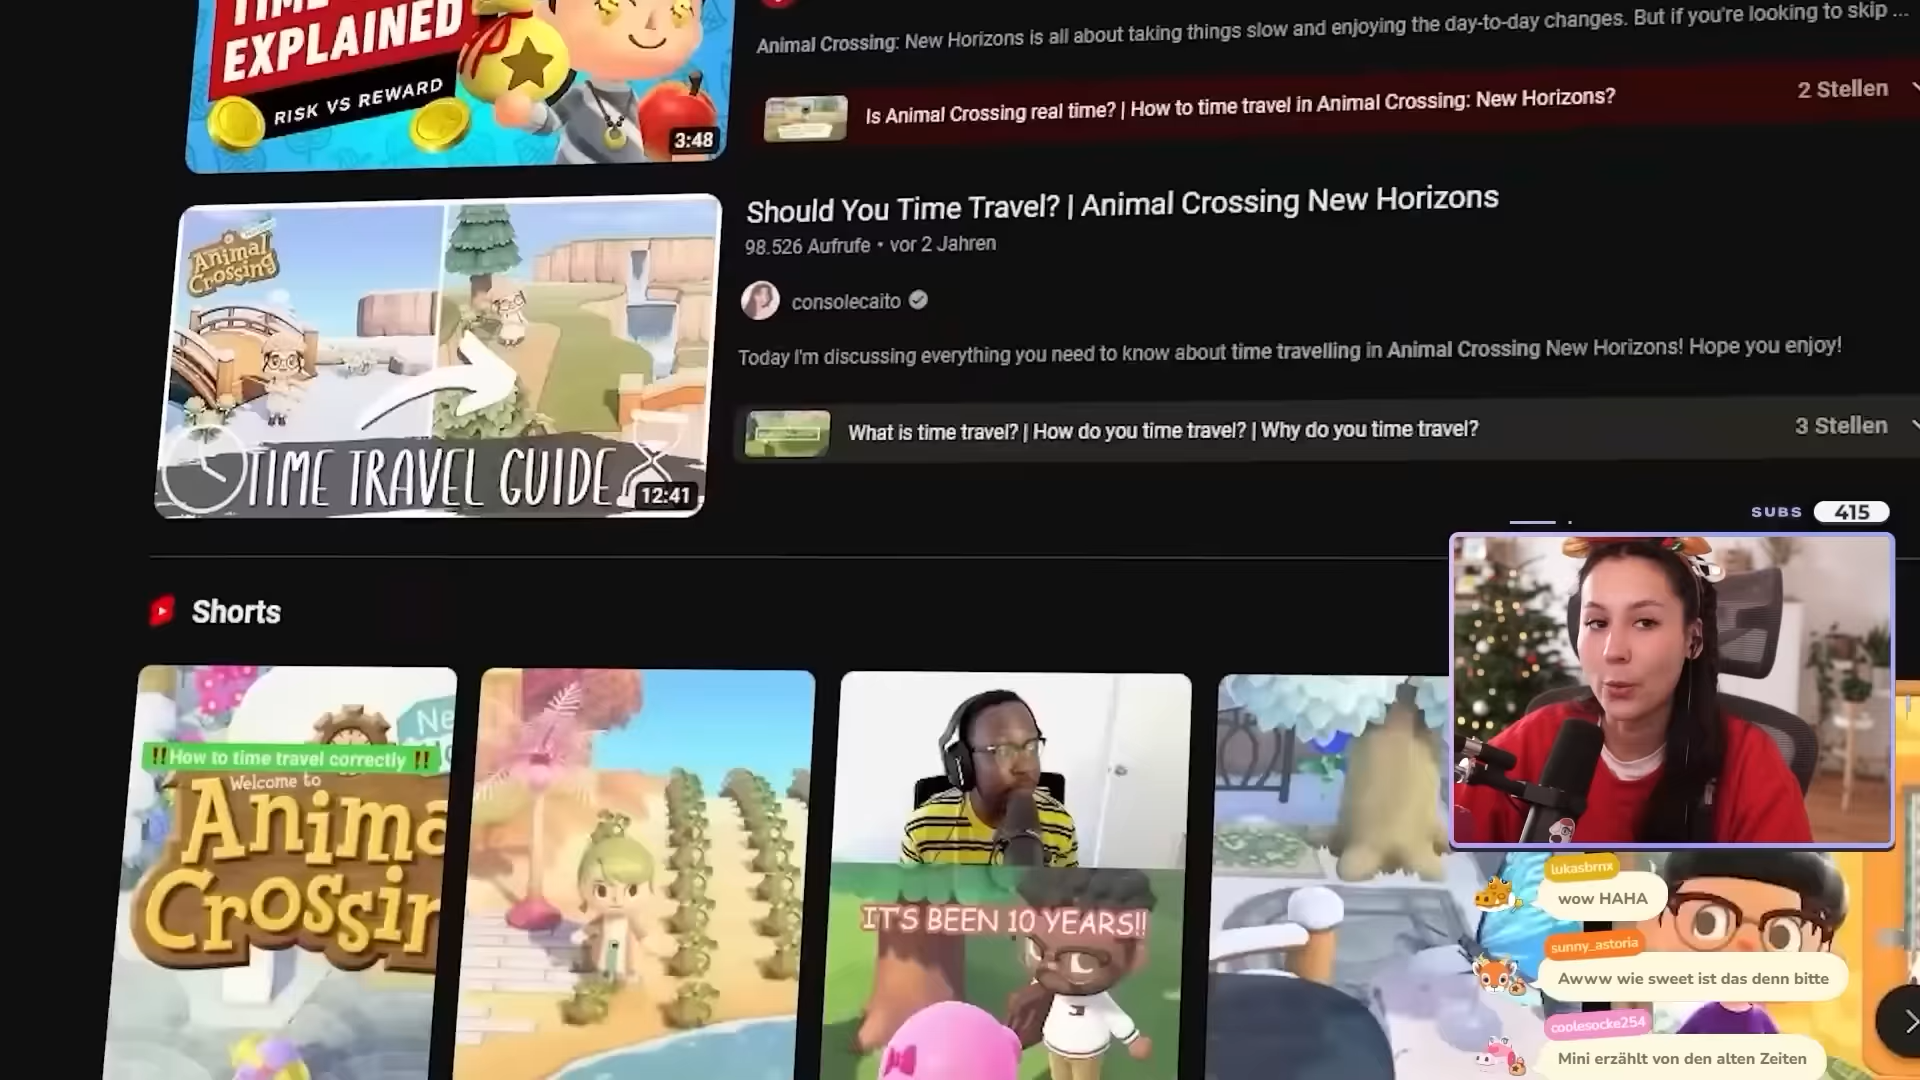 EXPLAINED
RISK VS REWARD
3:48
Animal Crossing: New Horizons is all about taking things slow and enjoying the day-to-day changes. But if you're looking to skip ...
Is Animal Crossing real time? | How to time travel in Animal Crossing: New Horizons?
2 Stellen
Animal Crossing
TIME TRAVEL GUIDE
12:41
Should You Time Travel? | Animal Crossing New Horizons
98.526 Aufrufe • vor 2 Jahren
consolecaito
Today I'm discussing everything you need to know about time travelling in Animal Crossing New Horizons! Hope you enjoy!
What is time travel? | How do you time travel? | Why do you time travel?
3 Stellen
SUBS 415
Shorts
‼How to time travel correctly ‼
Welcome to
Anima
Crossin
IT'S BEEN 10 YEARS!!
lukasbrnx
wow HAHA
sunny_astoria
Awww wie sweet ist das denn bitte
coolesocke254
Mini erzählt von den alten Zeiten